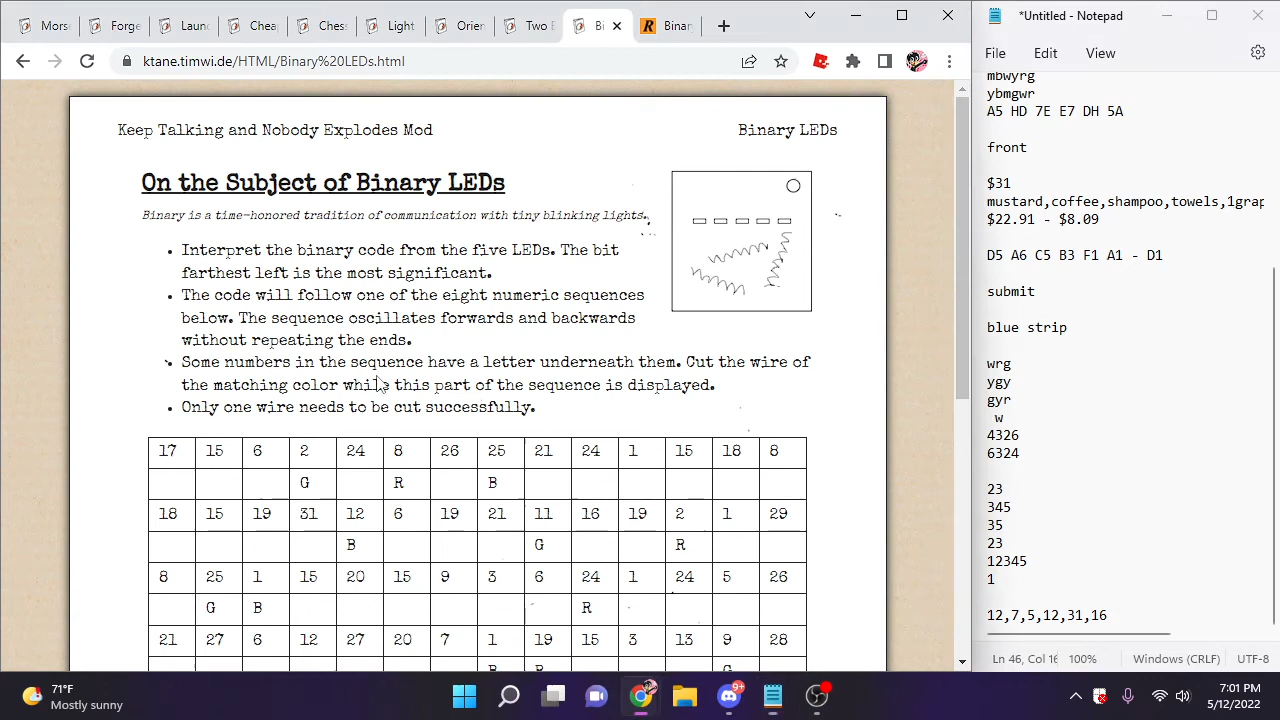 Mors
Forge
Laun
Chea
Chess
Light
Orier
Two I
Bi
Binar
ktane.timwi.de/HTML/Binary%20LEDs.html
Keep Talking and Nobody Explodes Mod
Binary LEDs
On the Subject of Binary LEDs
Binary is a time-honored tradition of communication with tiny blinking lights.
• Interpret the binary code from the five LEDs. The bit
farthest left is the most significant.
• The code will follow one of the eight numeric sequences
below. The sequence oscillates forwards and backwards
without repeating the ends.
• Some numbers in the sequence have a letter underneath them. Cut the wire of
the matching color while this part of the sequence is displayed.
• Only one wire needs to be cut successfully.
17 15 6 2 24 8 26 25 21 24 1 15 18 8
G R B
18 15 19 31 12 6 19 21 11 16 19 2 1 29
B G R
8 25 1 15 20 15 9 3 6 24 1 24 5 26
G B R
21 27 6 12 27 20 7 1 19 15 3 13 9 28
B R G
*Untitled - Notepad
File Edit View
mbwyrg
ybmgwr
A5 HD 7E E7 DH 5A
front
$31
mustard,coffee,shampoo,towels,1grap
$22.91 - $8.09
D5 A6 C5 B3 F1 A1 - D1
submit
blue strip
wrg
ygy
gyr
w
4326
6324
23
345
35
23
12345
1
12,7,5,12,31,16
Ln 46, Col 16 100% Windows (CRLF) UTF-8
71°F
Mostly sunny
9+
7:01 PM
5/12/2022